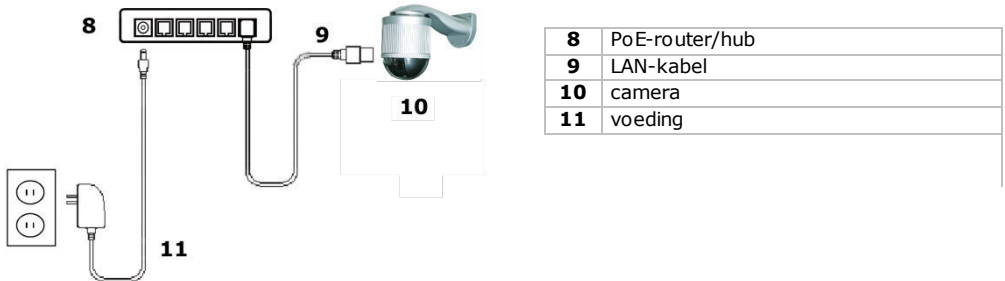 8
9
10
11
8 PoE-router/hub
9 LAN-kabel
10 camera
11 voeding